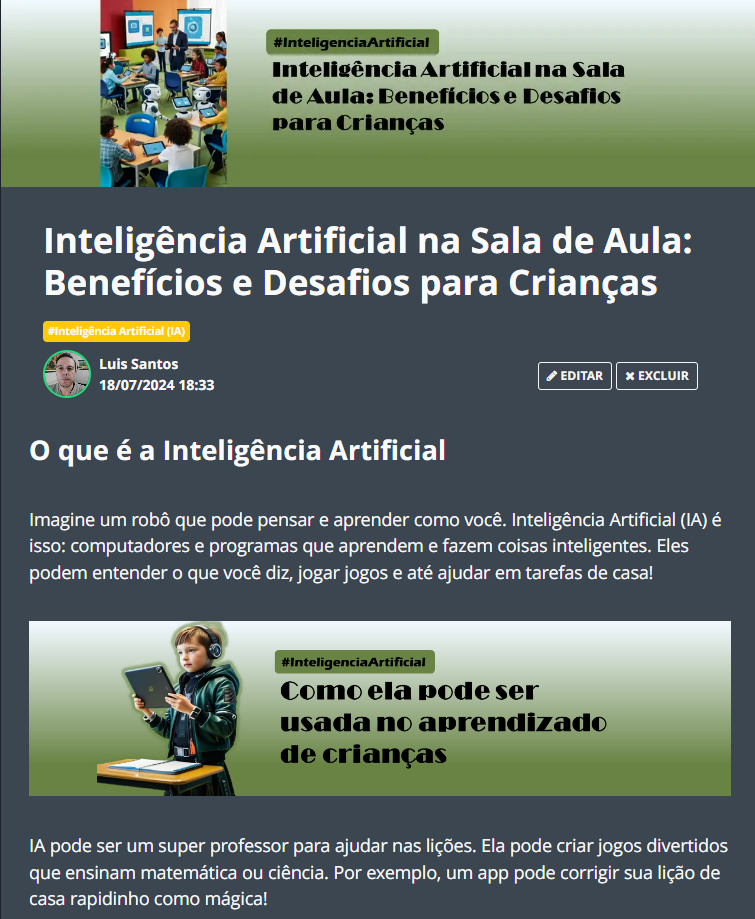 #InteligenciaArtificial
Inteligência Artificial na Sala
de Aula: Benefícios e Desafios
para Crianças
Inteligência Artificial na Sala de Aula:
Benefícios e Desafios para Crianças
#Inteligência Artificial (IA)
Luis Santos
18/07/2024 18:33
EDITAR
EXCLUIR
O que é a Inteligência Artificial
Imagine um robô que pode pensar e aprender como você. Inteligência Artificial (IA) é
isso: computadores e programas que aprendem e fazem coisas inteligentes. Eles
podem entender o que você diz, jogar jogos e até ajudar em tarefas de casa!
#InteligenciaArtificial
Como ela pode ser
usada no aprendizado
de crianças
IA pode ser um super professor para ajudar nas lições. Ela pode criar jogos divertidos
que ensinam matemática ou ciência. Por exemplo, um app pode corrigir sua lição de
casa rapidinho como mágica!